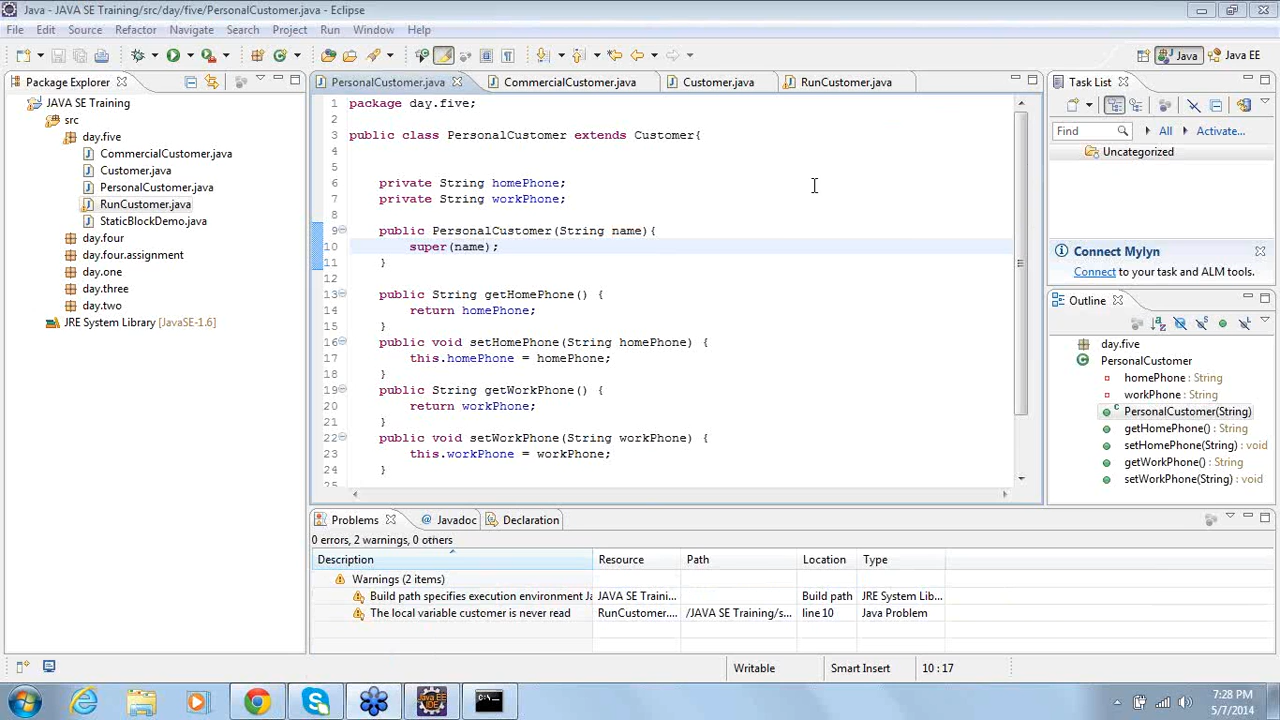 Java - JAVA SE Training/src/day/five/PersonalCustomer.java - Eclipse
File Edit Source Refactor Navigate Search Project Run Window Help
Java Java EE
Package Explorer
JAVA SE Training
src
day.five
CommercialCustomer.java
Customer.java
PersonalCustomer.java
RunCustomer.java
StaticBlockDemo.java
day.four
day.four.assignment
day.one
day.three
day.two
JRE System Library [JavaSE-1.6]
PersonalCustomer.java CommercialCustomer.java Customer.java RunCustomer.java
1 package day.five;
2
3 public class PersonalCustomer extends Customer{
4
5
6 private String homePhone;
7 private String workPhone;
8
9 public PersonalCustomer(String name){
10 super(name);
11 }
12
13 public String getHomePhone() {
14 return homePhone;
15 }
16 public void setHomePhone(String homePhone) {
17 this.homePhone = homePhone;
18 }
19 public String getWorkPhone() {
20 return workPhone;
21 }
22 public void setWorkPhone(String workPhone) {
23 this.workPhone = workPhone;
24 }
25
Task List
Find All Activate...
Uncategorized
Connect Mylyn
Connect to your task and ALM tools.
Outline
day.five
PersonalCustomer
homePhone : String
workPhone : String
PersonalCustomer(String)
getHomePhone() : String
setHomePhone(String) : void
getWorkPhone() : String
setWorkPhone(String) : void
Problems Javadoc Declaration
0 errors, 2 warnings, 0 others
Description Resource Path Location Type
Warnings (2 items)
Build path specifies execution environment Ja JAVA SE Traini... Build path JRE System Lib...
The local variable customer is never read RunCustomer.... /JAVA SE Training/s... line 10 Java Problem
Writable Smart Insert 10 : 17
Java EE IDE
7:28 PM
5/7/2014